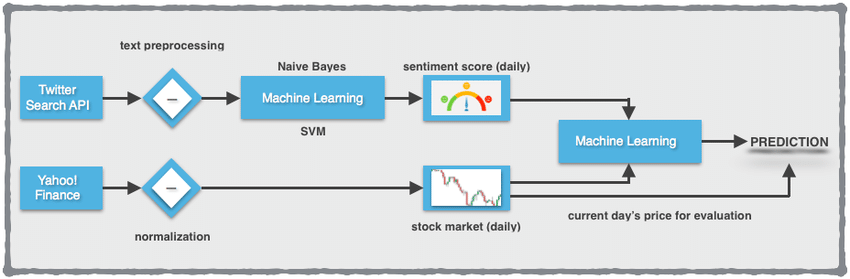 text preprocessing
Twitter
Search API
Naive Bayes
Machine Learning
SVM
sentiment score (daily)
Machine Learning
PREDICTION
Yahoo!
Finance
normalization
stock market (daily)
current day's price for evaluation